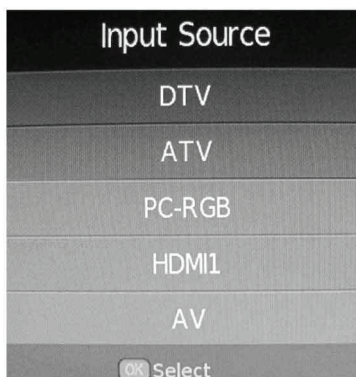 Input Source
DTV
ATV
PC-RGB
HDMI1
AV
OK Select